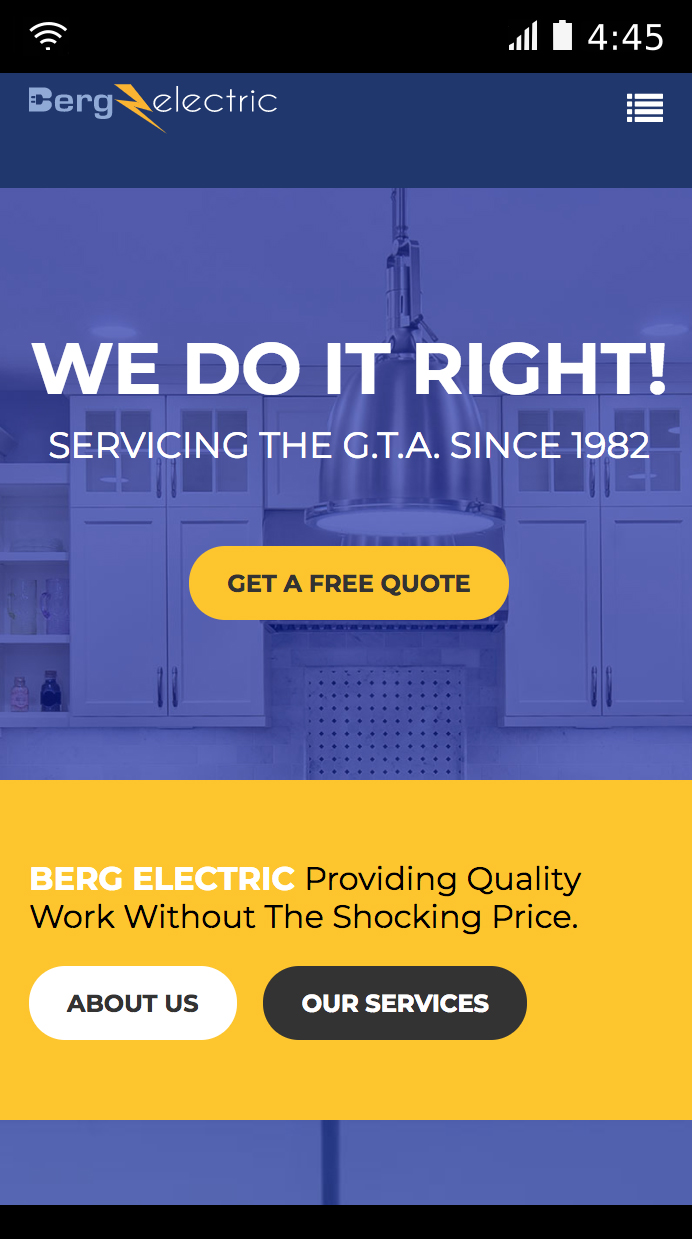 4:45
Berg electric
WE DO IT RIGHT!
SERVICING THE G.T.A. SINCE 1982
GET A FREE QUOTE
BERG ELECTRIC Providing Quality
Work Without The Shocking Price.
ABOUT US
OUR SERVICES